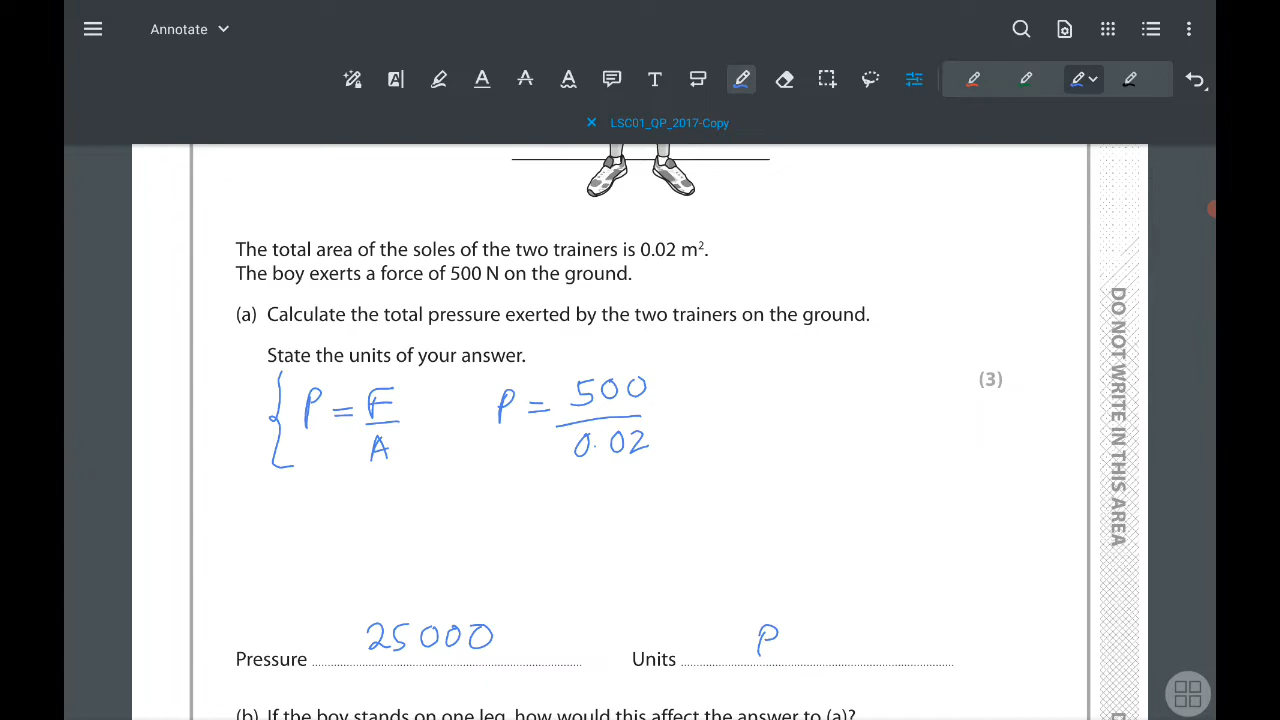 Annotate
LSC01_QP_2017-Copy
The total area of the soles of the two trainers is 0.02 m².
The boy exerts a force of 500 N on the ground.
(a) Calculate the total pressure exerted by the two trainers on the ground.
State the units of your answer.
(3)
P = F/A P = 500/0.02
Pressure 25000 Units P
(b) If the boy stands on one leg, how would this affect the answer to (a)?
DO NOT WRITE IN THIS AREA